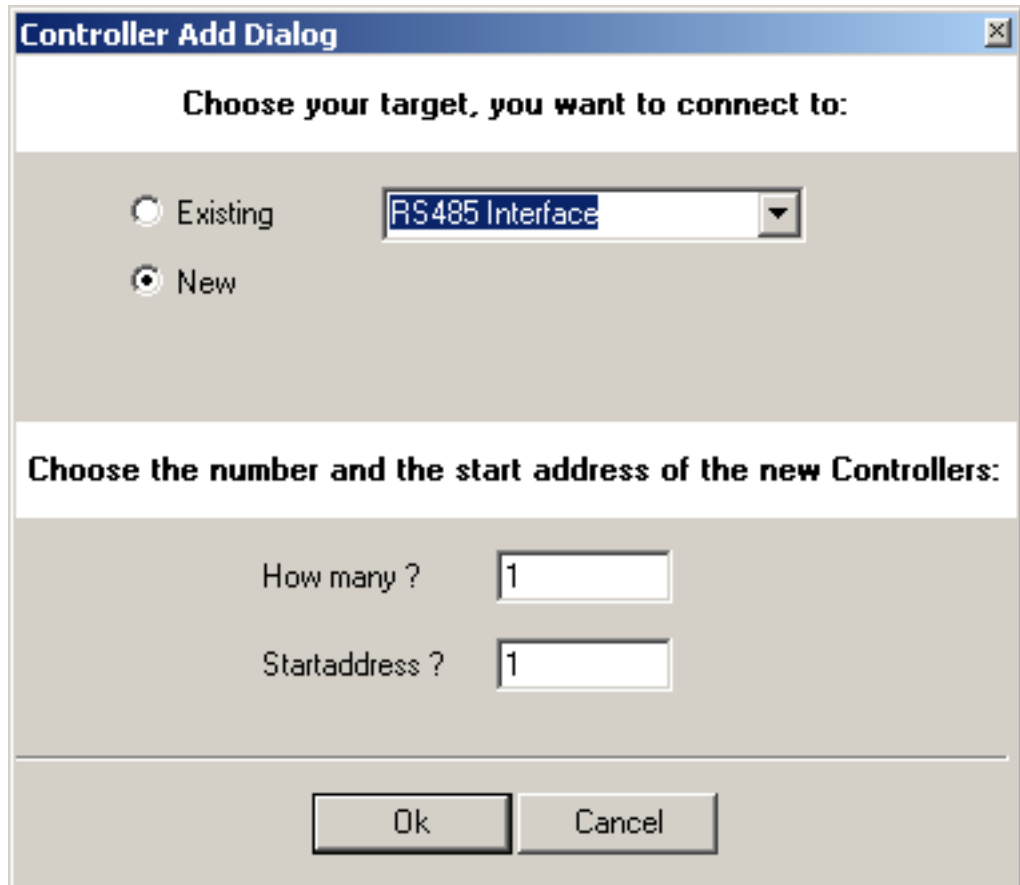 Controller Add Dialog
Choose your target, you want to connect to:
Existing RS485 Interface
New
Choose the number and the start address of the new Controllers:
How many ? 1
Startaddress ? 1
Ok Cancel